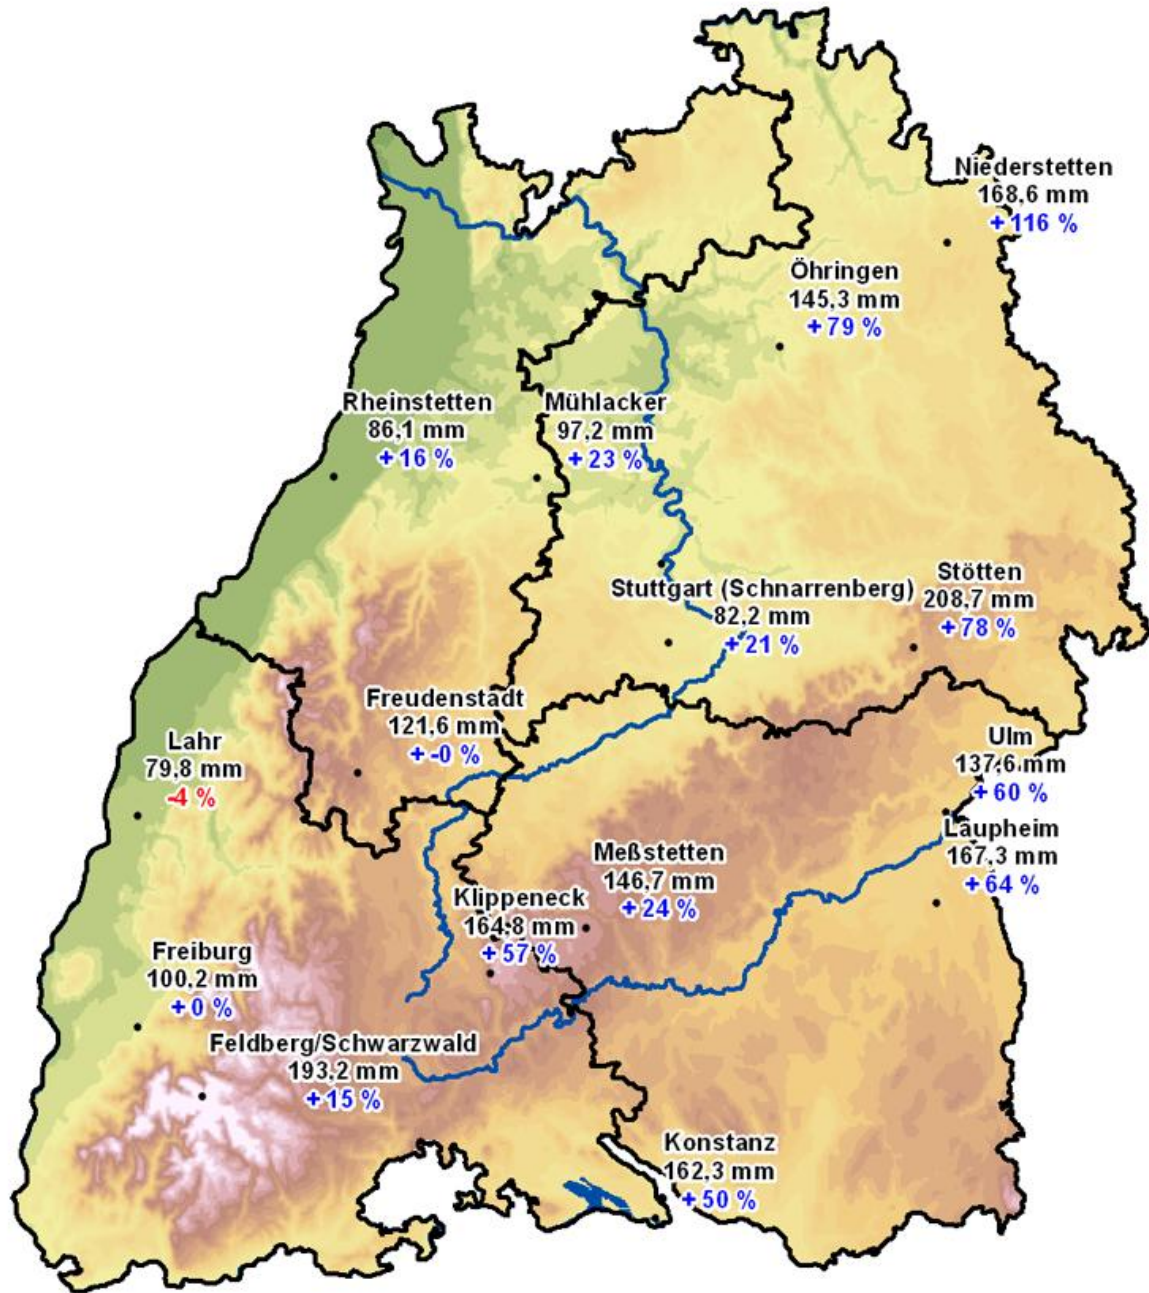 Niederstetten
168,6 mm
+116 %
Öhringen
145,3 mm
+79 %
Rheinstetten
86,1 mm
+16 %
Mühlacker
97,2 mm
+23 %
Stuttgart (Schnarrenberg)
82,2 mm
+21 %
Stötten
208,7 mm
+78 %
Freudenstadt
121,6 mm
+-0 %
Lahr
79,8 mm
-4 %
Ulm
137,6 mm
+60 %
Laupheim
167,3 mm
+64 %
Meßstetten
146,7 mm
+24 %
Klippeneck
164,8 mm
+57 %
Freiburg
100,2 mm
+0 %
Feldberg/Schwarzwald
193,2 mm
+15 %
Konstanz
162,3 mm
+50 %